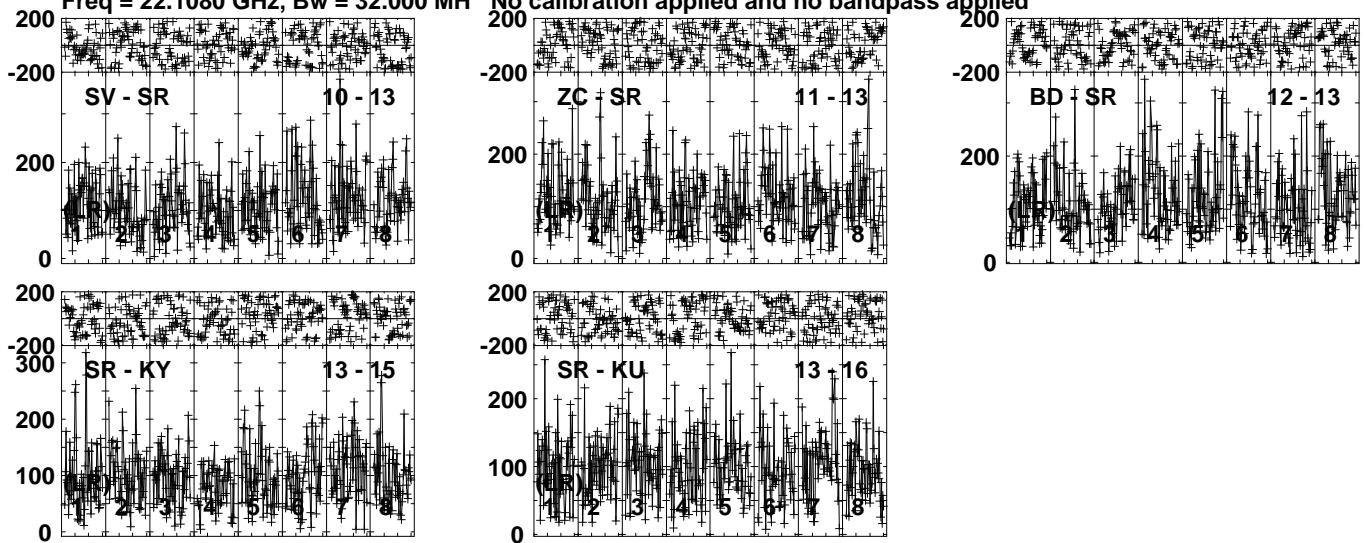 Freq = 22.1080 GHz, Bw = 32.000 MH No calibration applied and no bandpass applied
200
-200
SV - SR 10 - 13
200
(LR)
1 2 3 4 5 6 7 8
0
200
-200
ZC - SR 11 - 13
200
(LR)
1 2 3 4 5 6 7 8
0
200
-200
BD - SR 12 - 13
200
(LR)
1 2 3 4 5 6 7 8
0
200
-200
300
SR - KY 13 - 15
200
100
(LR)
1 2 3 4 5 6 7 8
0
200
-200
SR - KU 13 - 16
200
100
(LR)
1 2 3 4 5 6 7 8
0